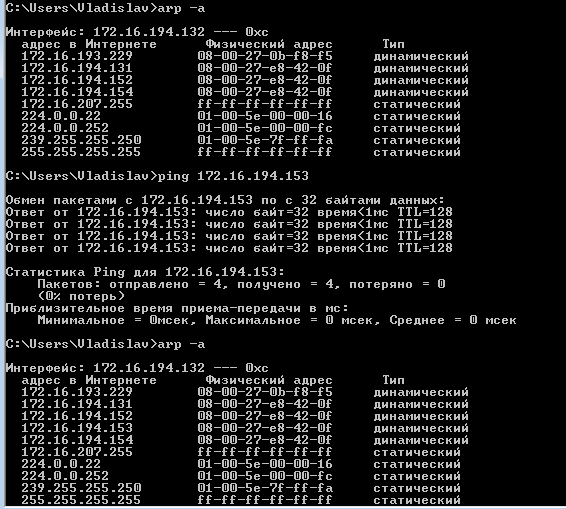 C:\Users\Vladislav>arp -a
Интерфейс: 172.16.194.132 --- 0xc
адрес в Интернете Физический адрес Тип
172.16.193.229 08-00-27-0b-f8-f5 динамический
172.16.194.131 08-00-27-e8-42-0f динамический
172.16.194.152 08-00-27-e8-42-0f динамический
172.16.194.154 08-00-27-e8-42-0f динамический
172.16.207.255 ff-ff-ff-ff-ff-ff статический
224.0.0.22 01-00-5e-00-00-16 статический
224.0.0.252 01-00-5e-00-00-fc статический
239.255.255.250 01-00-5e-7f-ff-fa статический
255.255.255.255 ff-ff-ff-ff-ff-ff статический
C:\Users\Vladislav>ping 172.16.194.153
Обмен пакетами с 172.16.194.153 по с 32 байтами данных:
Ответ от 172.16.194.153: число байт=32 время<1мс TTL=128
Ответ от 172.16.194.153: число байт=32 время<1мс TTL=128
Ответ от 172.16.194.153: число байт=32 время<1мс TTL=128
Ответ от 172.16.194.153: число байт=32 время<1мс TTL=128
Статистика Ping для 172.16.194.153:
Пакетов: отправлено = 4, получено = 4, потеряно = 0
(0% потерь)
Приблизительное время приема-передачи в мс:
Минимальное = 0мсек, Максимальное = 0 мсек, Среднее = 0 мсек
C:\Users\Vladislav>arp -a
Интерфейс: 172.16.194.132 --- 0xc
адрес в Интернете Физический адрес Тип
172.16.193.229 08-00-27-0b-f8-f5 динамический
172.16.194.131 08-00-27-e8-42-0f динамический
172.16.194.152 08-00-27-e8-42-0f динамический
172.16.194.153 08-00-27-e8-42-0f динамический
172.16.194.154 08-00-27-e8-42-0f динамический
172.16.207.255 ff-ff-ff-ff-ff-ff статический
224.0.0.22 01-00-5e-00-00-16 статический
224.0.0.252 01-00-5e-00-00-fc статический
239.255.255.250 01-00-5e-7f-ff-fa статический
255.255.255.255 ff-ff-ff-ff-ff-ff статический